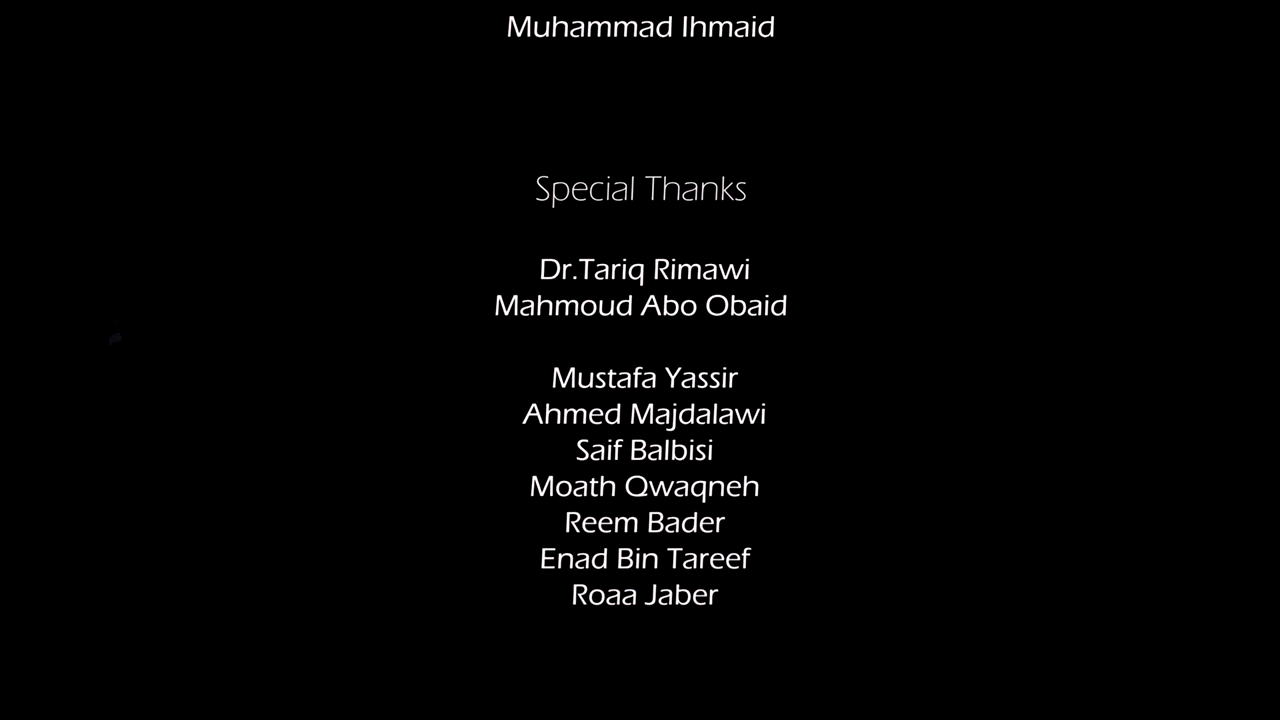 Muhammad Ihmaid
Special Thanks
Dr.Tariq Rimawi
Mahmoud Abo Obaid
Mustafa Yassir
Ahmed Majdalawi
Saif Balbisi
Moath Qwaqneh
Reem Bader
Enad Bin Tareef
Roaa Jaber